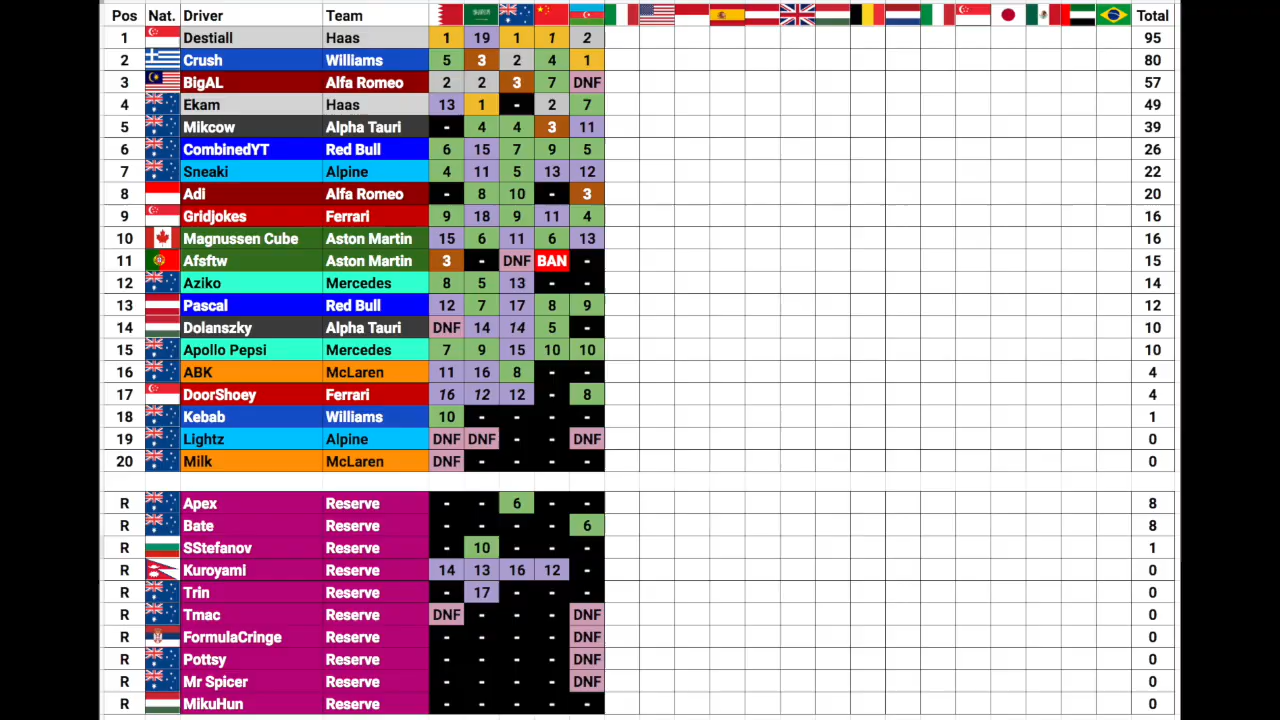 Pos Nat. Driver Team Total
1 Destiall Haas 1 19 1 1 2 95
2 Crush Williams 5 3 2 4 1 80
3 BigAL Alfa Romeo 2 2 3 7 DNF 57
4 Ekam Haas 13 1 - 2 7 49
5 Mikcow Alpha Tauri - 4 4 3 11 39
6 CombinedYT Red Bull 6 15 7 9 5 26
7 Sneaki Alpine 4 11 5 13 12 22
8 Adi Alfa Romeo - 8 10 - 3 20
9 Gridjokes Ferrari 9 18 9 11 4 16
10 Magnussen Cube Aston Martin 15 6 11 6 13 16
11 Afsftw Aston Martin 3 - DNF BAN - 15
12 Aziko Mercedes 8 5 13 - - 14
13 Pascal Red Bull 12 7 17 8 9 12
14 Dolanszky Alpha Tauri DNF 14 14 5 - 10
15 Apollo Pepsi Mercedes 7 9 15 10 10 10
16 ABK McLaren 11 16 8 - - 4
17 DoorShoey Ferrari 16 12 12 - 8 4
18 Kebab Williams 10 - - - - 1
19 Lightz Alpine DNF DNF - - DNF 0
20 Milk McLaren DNF - - - - 0
R Apex Reserve - - 6 - - 8
R Bate Reserve - - - - 6 8
R SStefanov Reserve - 10 - - - 1
R Kuroyami Reserve 14 13 16 12 - 0
R Trin Reserve - 17 - - - 0
R Tmac Reserve DNF - - - DNF 0
R FormulaCringe Reserve - - - - DNF 0
R Pottsy Reserve - - - - DNF 0
R Mr Spicer Reserve - - - - DNF 0
R MikuHun Reserve - - - - - 0